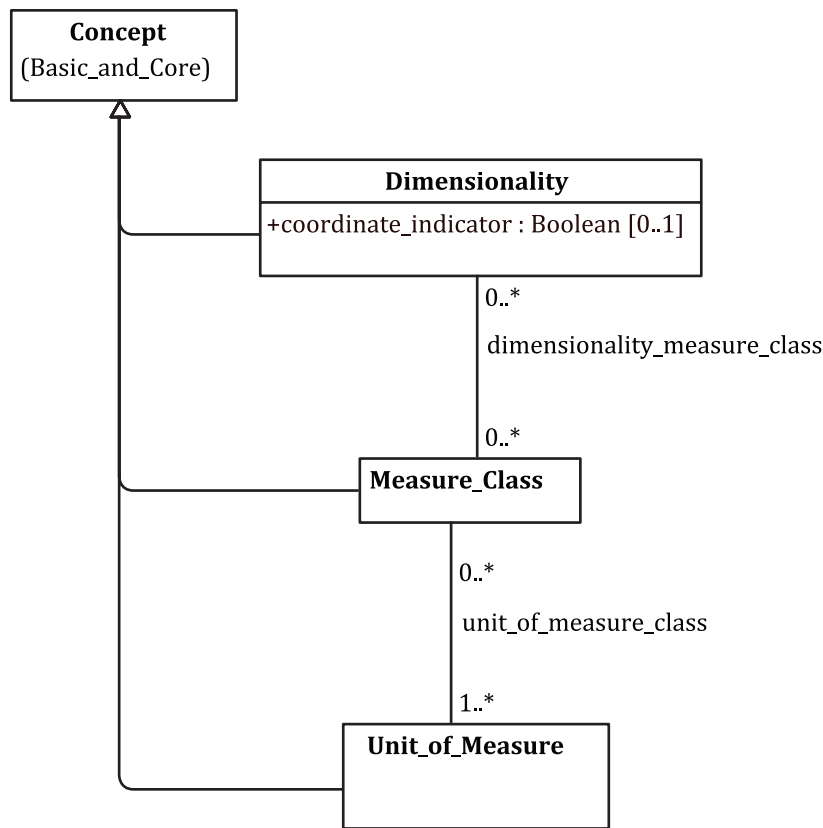 Concept
(Basic_and_Core)
Dimensionality
+coordinate_indicator : Boolean [0..1]
0..*
dimensionality_measure_class
0..*
Measure_Class
0..*
unit_of_measure_class
1..*
Unit_of_Measure